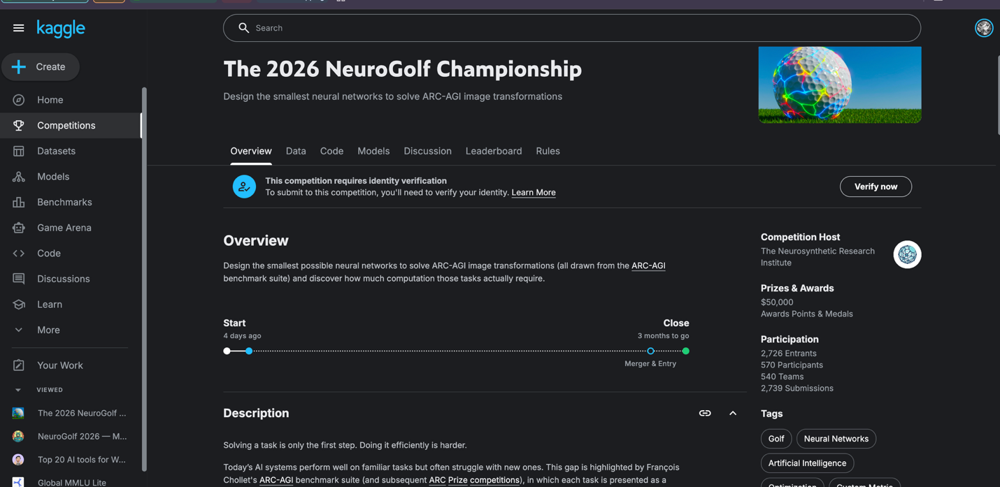 kaggle
Search
Create
Home
Competitions
Datasets
Models
Benchmarks
Game Arena
Code
Discussions
Learn
More
Your Work
VIEWED
The 2026 NeuroGolf ...
NeuroGolf 2026 — M...
Top 20 AI tools for W...
Global MMLU Lite
The 2026 NeuroGolf Championship
Design the smallest neural networks to solve ARC-AGI image transformations
Overview Data Code Models Discussion Leaderboard Rules
This competition requires identity verification
To submit to this competition, you'll need to verify your identity. Learn More
Verify now
Overview
Design the smallest possible neural networks to solve ARC-AGI image transformations (all drawn from the ARC-AGI
benchmark suite) and discover how much computation those tasks actually require.
Start
4 days ago
Close
3 months to go
Merger & Entry
Description
Solving a task is only the first step. Doing it efficiently is harder.
Today's AI systems perform well on familiar tasks but often struggle with new ones. This gap is highlighted by François
Chollet's ARC-AGI benchmark suite (and subsequent ARC Prize competitions), in which each task is presented as a
Competition Host
The Neurosynthetic Research
Institute
Prizes & Awards
$50,000
Awards Points & Medals
Participation
2,726 Entrants
570 Participants
540 Teams
2,739 Submissions
Tags
Golf
Neural Networks
Artificial Intelligence
Optimization
Custom Metric